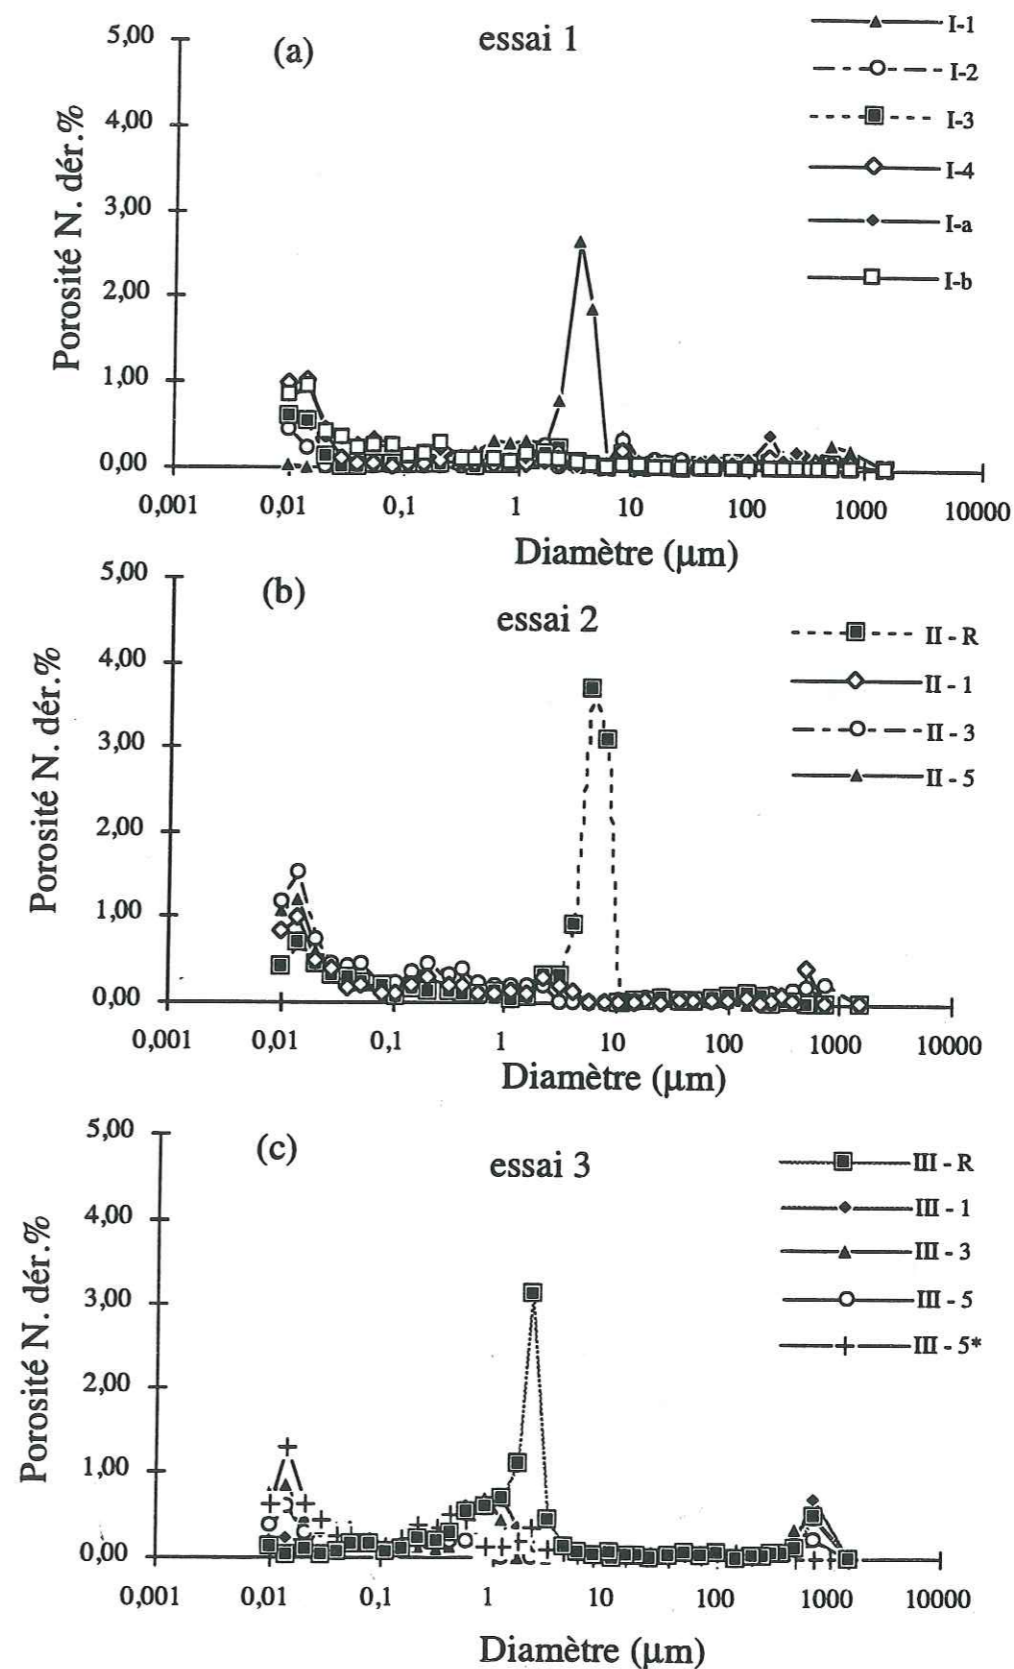 (a)
essai 1
I-1
I-2
I-3
I-4
I-a
I-b
5,00
4,00
3,00
2,00
1,00
0,00
Porosité N. dér.%
0,001 0,01 0,1 1 10 100 1000 10000
Diamètre (μm)
(b)
essai 2
II - R
II - 1
II - 3
II - 5
5,00
4,00
3,00
2,00
1,00
0,00
Porosité N. dér.%
0,001 0,01 0,1 1 10 100 1000 10000
Diamètre (μm)
(c)
essai 3
III - R
III - 1
III - 3
III - 5
III - 5*
5,00
4,00
3,00
2,00
1,00
0,00
Porosité N. dér.%
0,001 0,01 0,1 1 10 100 1000 10000
Diamètre (μm)